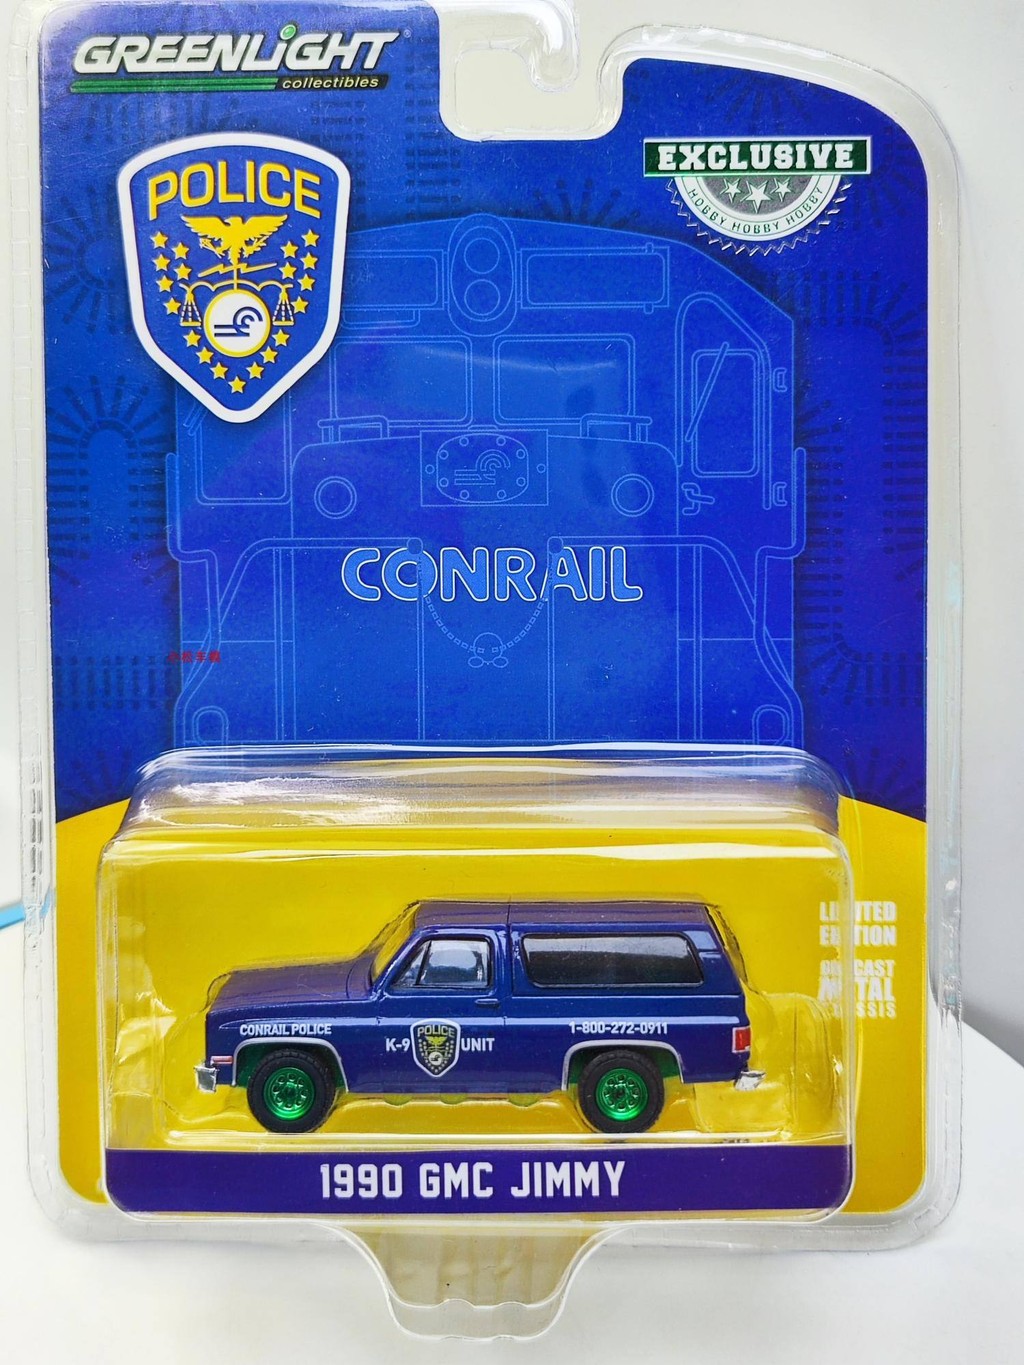 GREENLIGHT
collectibles
POLICE
EXCLUSIVE
HOBBY HOBBY HOBBY
CONRAIL
LIMITED
EDITION
METAL
CONRAIL POLICE
1-800-272-0911
K-9
POLICE
UNIT
1990 GMC JIMMY